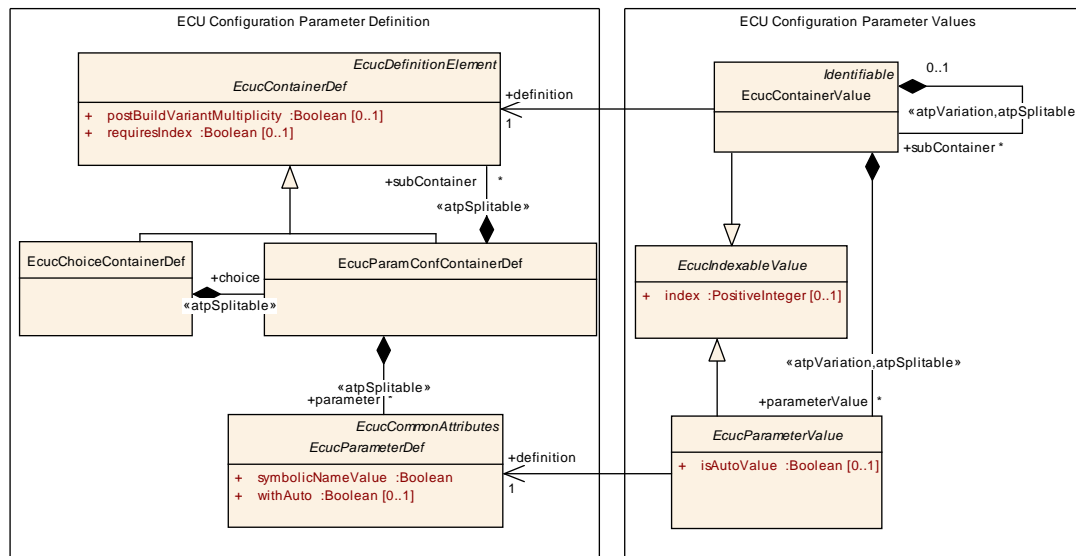 ECU Configuration Parameter Definition
EcucDefinitionElement
EcucContainerDef
+ postBuildVariantMultiplicity :Boolean [0..1]
+ requiresIndex :Boolean [0..1]
+definition
1
+subContainer *
«atpSplitable»
EcucChoiceContainerDef
+choice
«atpSplitable»
EcucParamConfContainerDef
«atpSplitable»
+parameter *
EcucCommonAttributes
EcucParameterDef
+ symbolicNameValue :Boolean
+ withAuto :Boolean [0..1]
+definition
1
ECU Configuration Parameter Values
Identifiable
EcucContainerValue
0..1
«atpVariation,atpSplitable»
+subContainer *
EcucIndexableValue
+ index :PositiveInteger [0..1]
«atpVariation,atpSplitable»
+parameterValue *
EcucParameterValue
+ isAutoValue :Boolean [0..1]